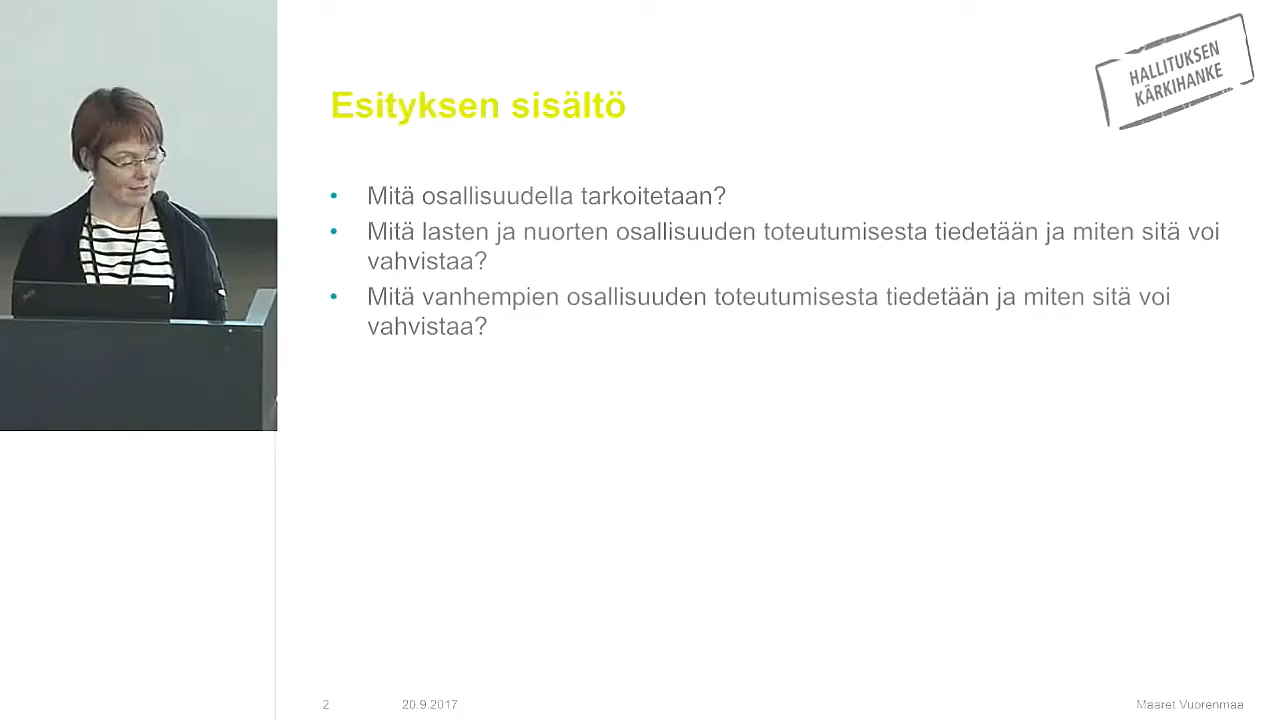 HALLITUKSEN
KÄRKIHANKE
Esityksen sisältö
• Mitä osallisuudella tarkoitetaan?
• Mitä lasten ja nuorten osallisuuden toteutumisesta tiedetään ja miten sitä voi
vahvistaa?
• Mitä vanhempien osallisuuden toteutumisesta tiedetään ja miten sitä voi
vahvistaa?
2 20.9.2017 Maaret Vuorenmaa